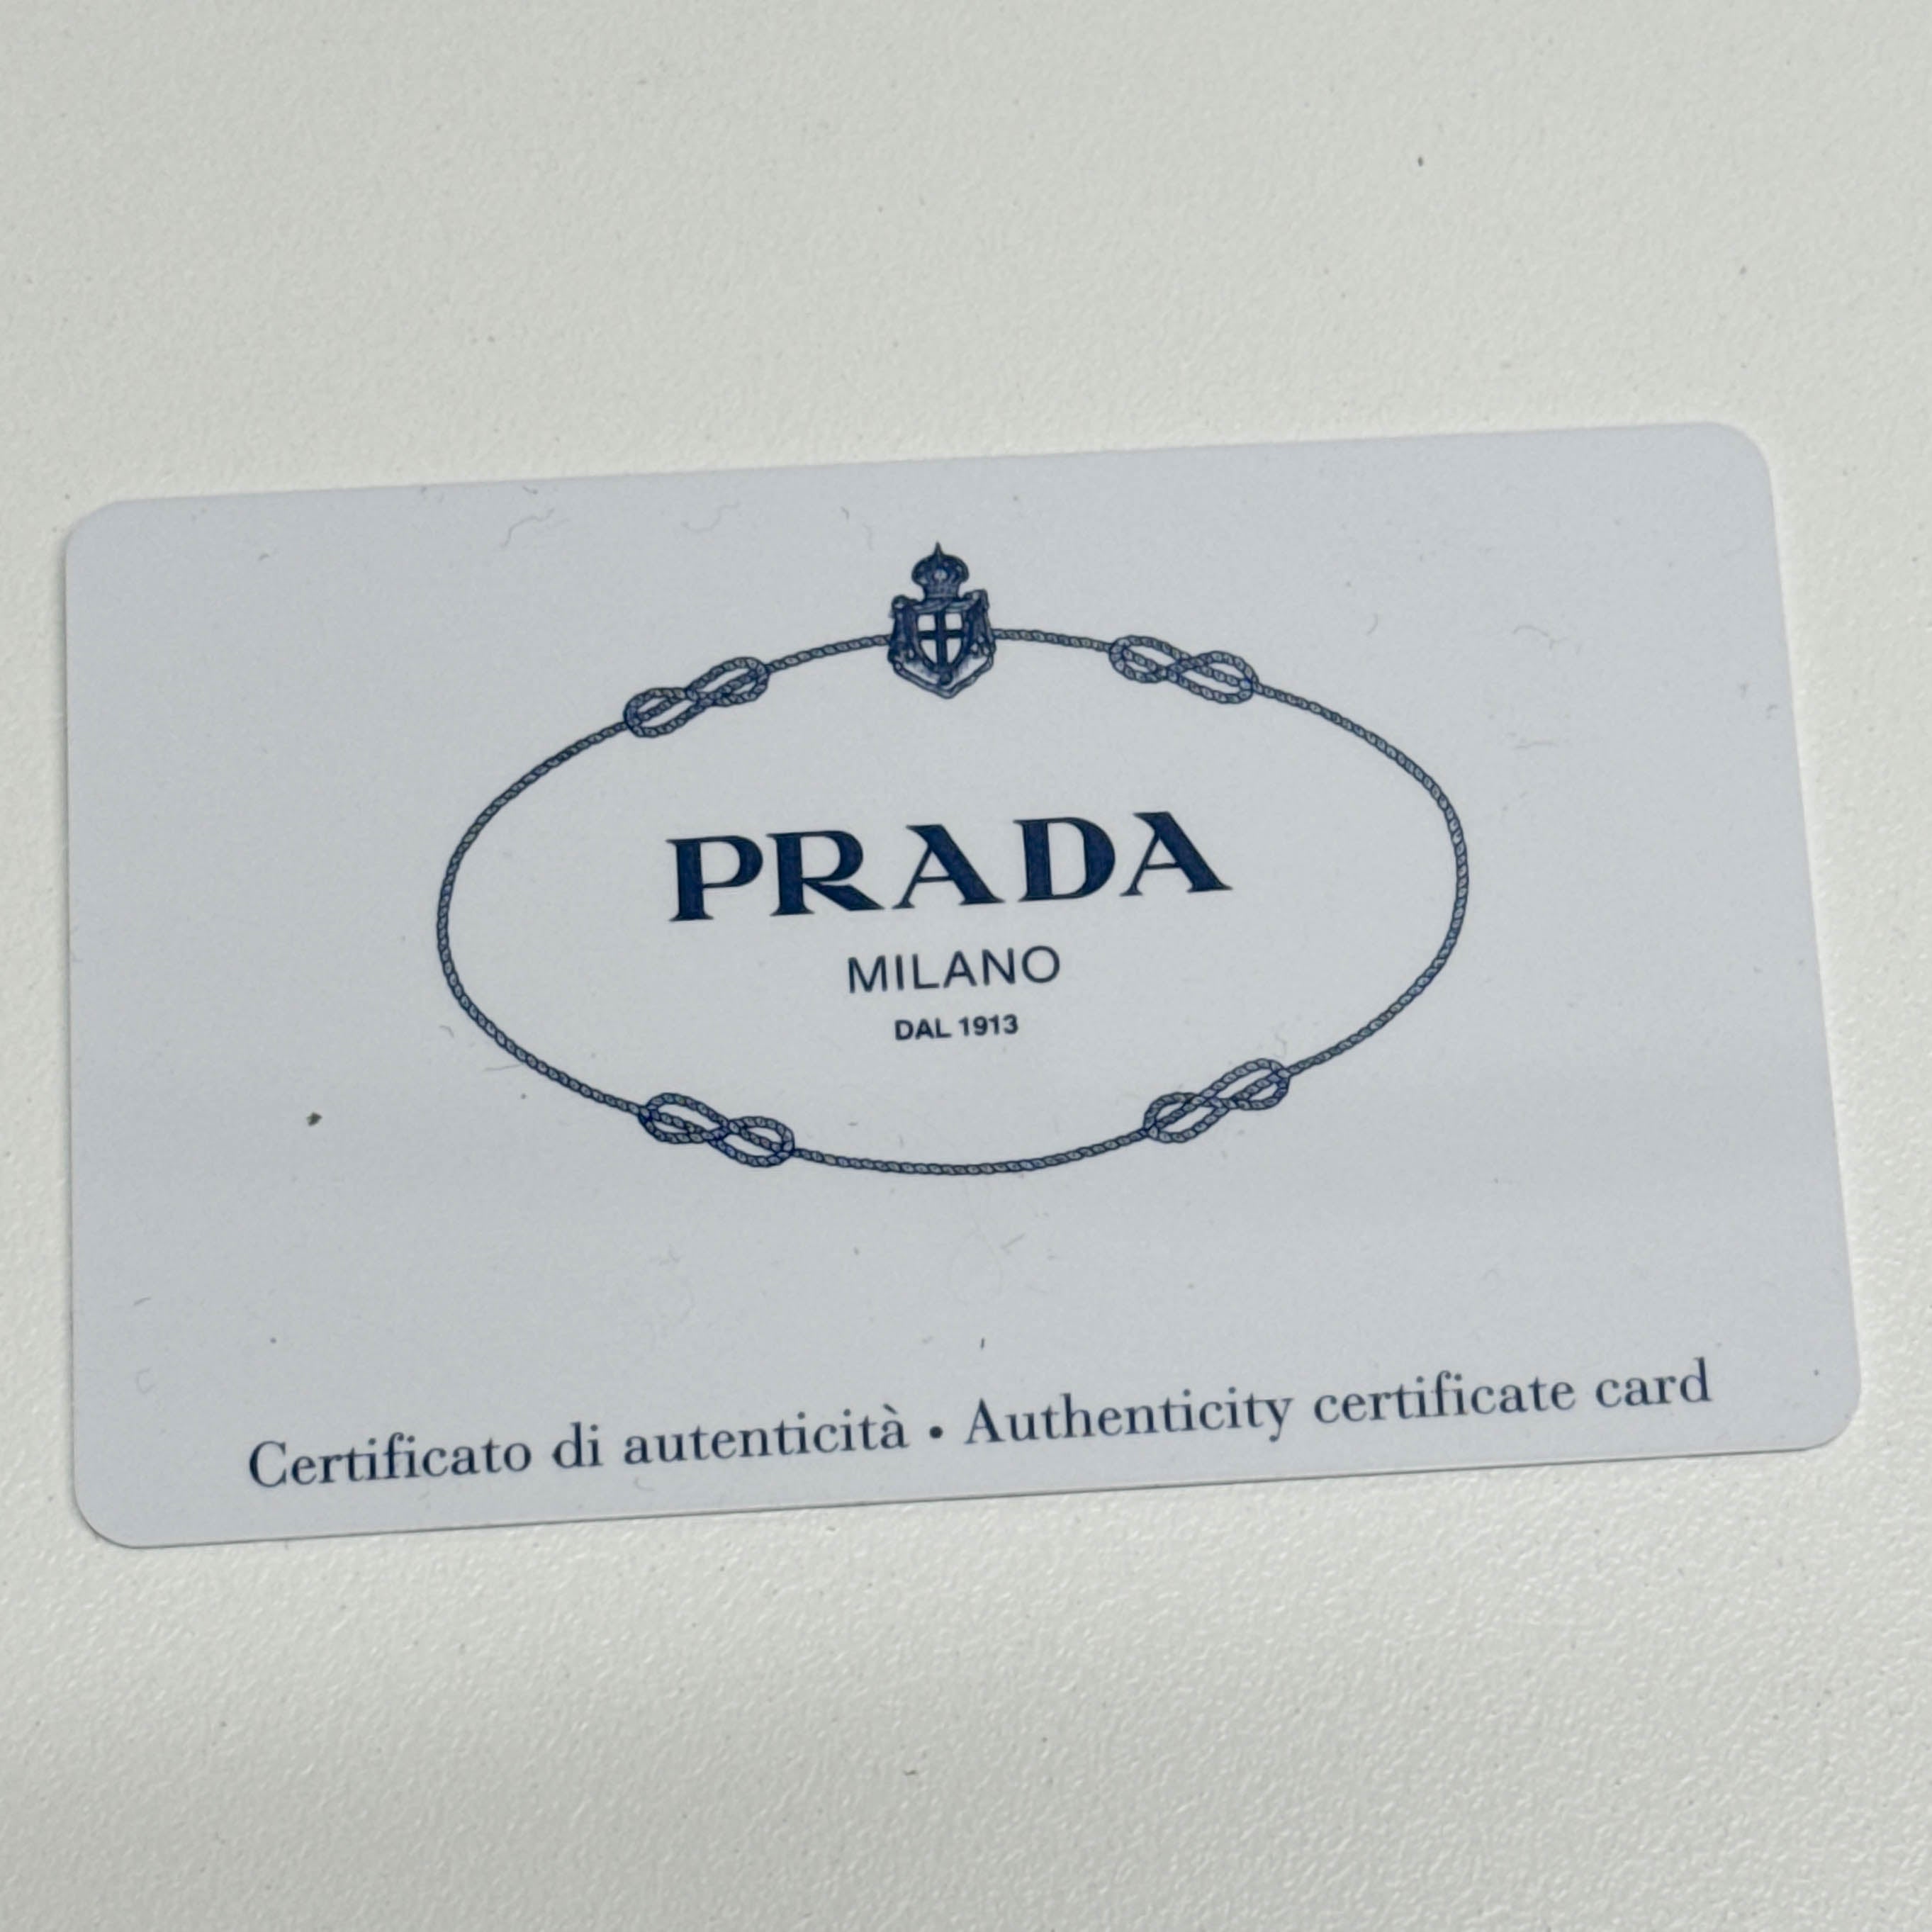 PRADA
MILANO
DAL 1913
Certificato di autenticità • Authenticity certificate card